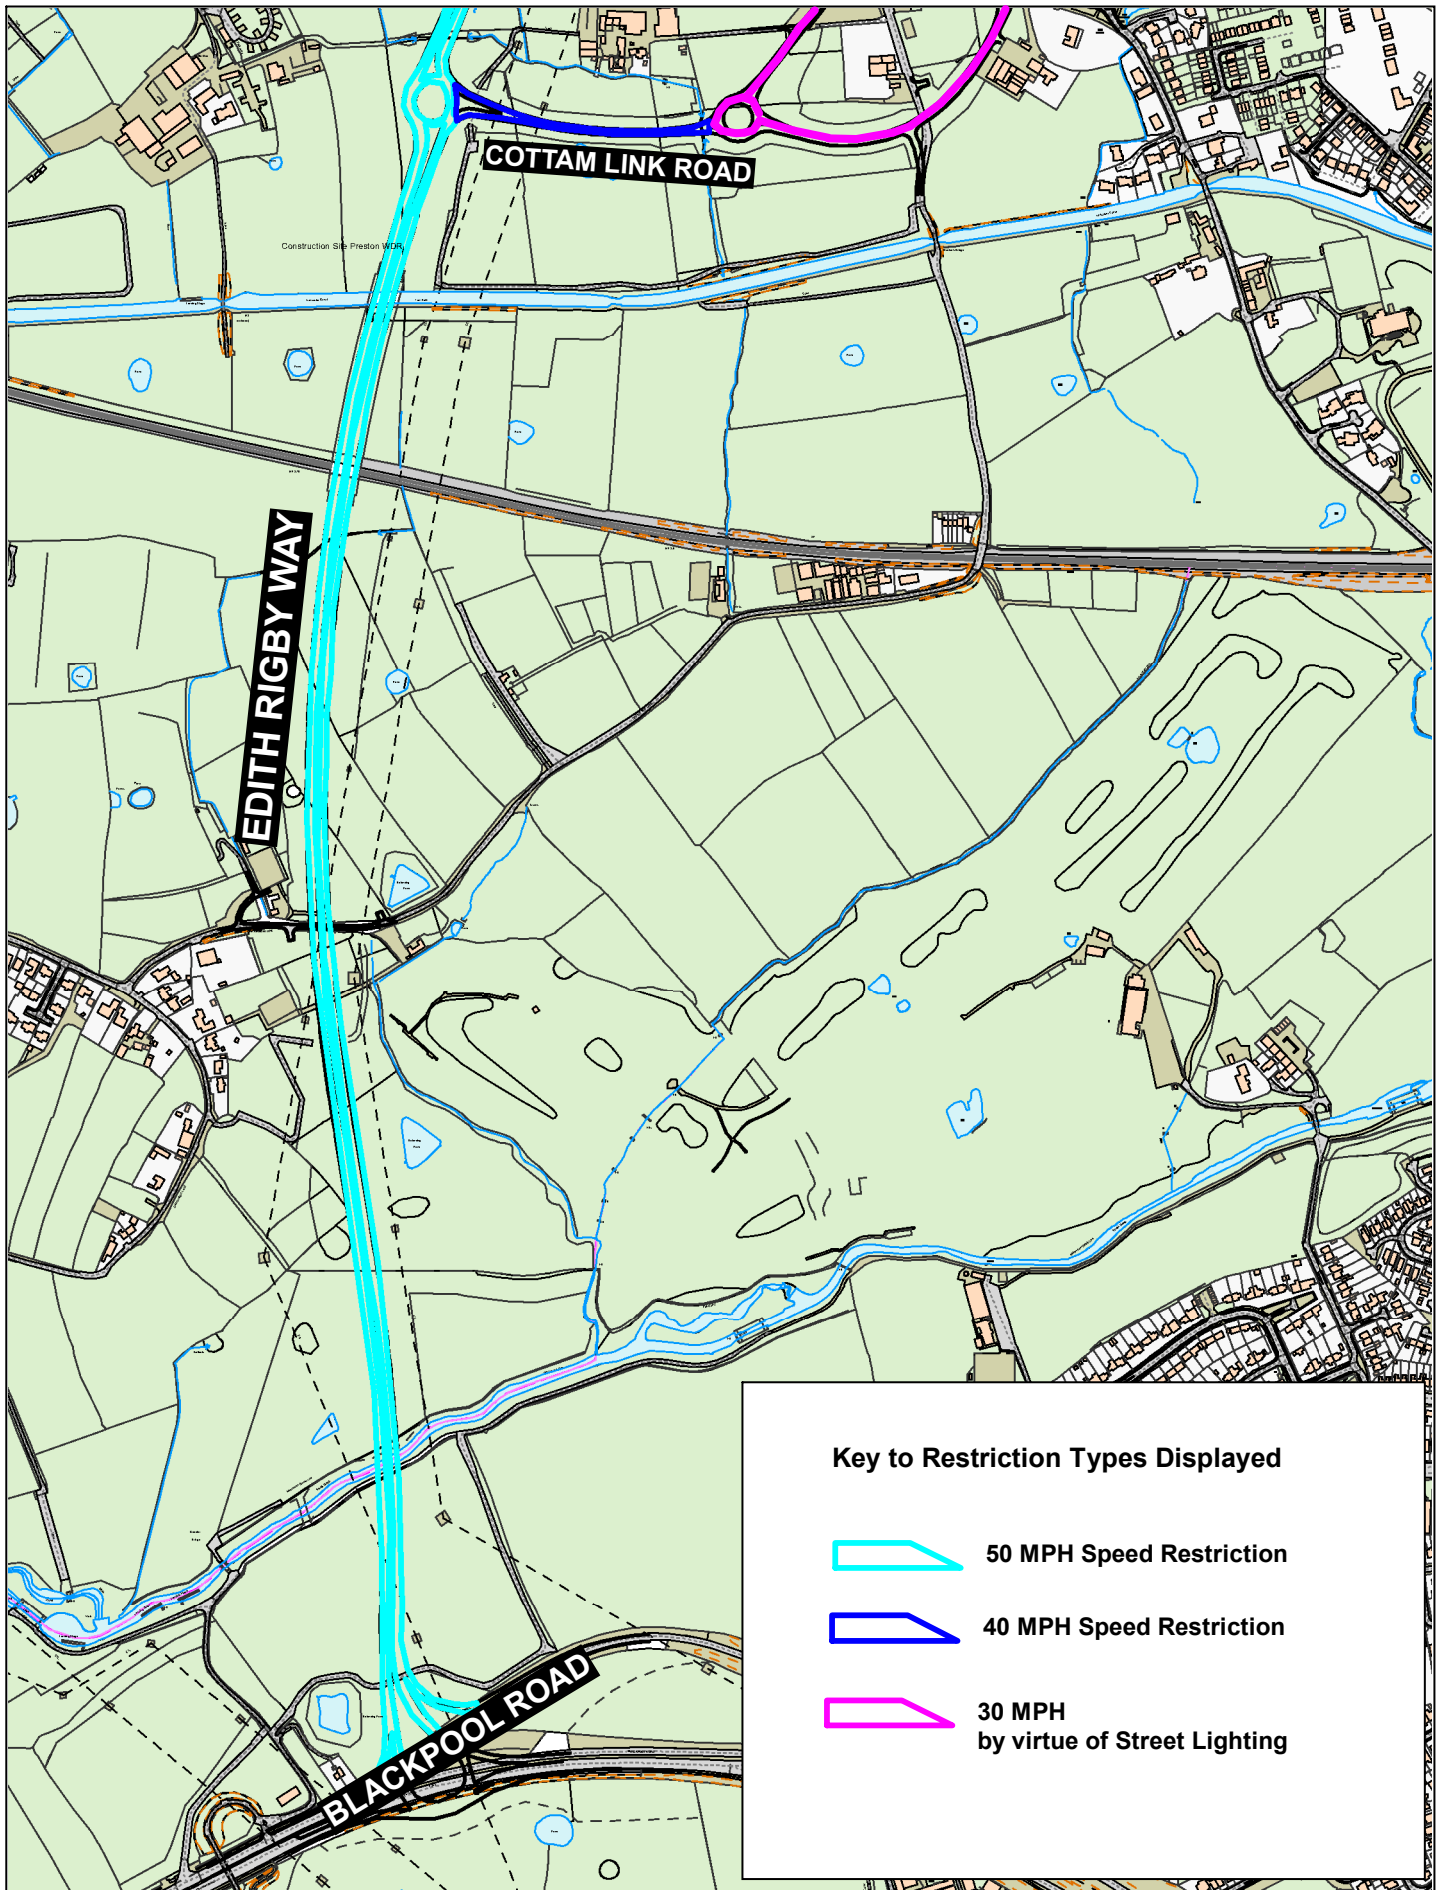 COTTAM LINK ROAD
Construction Site Preston WDR
EDITH RIGBY WAY
BLACKPOOL ROAD
Key to Restriction Types Displayed
50 MPH Speed Restriction
40 MPH Speed Restriction
30 MPH
by virtue of Street Lighting